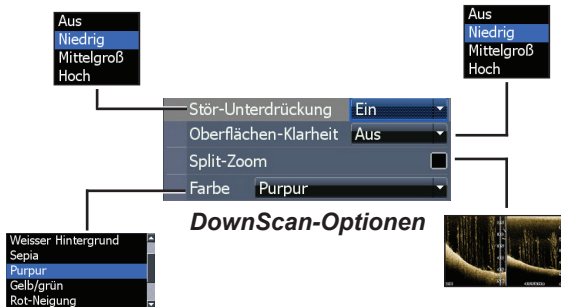 Aus
Niedrig
Mittelgroß
Hoch
Aus
Niedrig
Mittelgroß
Hoch
Stör-Unterdrückung Ein
Oberflächen-Klarheit Aus
Split-Zoom
Farbe Purpur
DownScan-Optionen
Weisser Hintergrund
Sepia
Purpur
Gelb/grün
Rot-Neigung